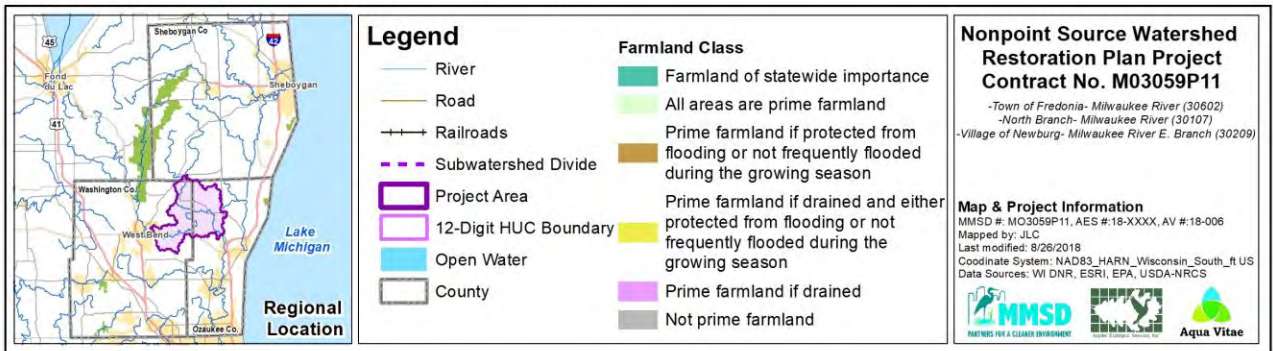 Sheboygan Co
45
42
Fond
du Lac
Sheboygan
41
Washington Co.
West Bend
Lake
Michigan
Ozaukee Co.
Regional
Location
Legend
River
Road
Railroads
Subwatershed Divide
Project Area
12-Digit HUC Boundary
Open Water
County
Farmland Class
Farmland of statewide importance
All areas are prime farmland
Prime farmland if protected from
flooding or not frequently flooded
during the growing season
Prime farmland if drained and either
protected from flooding or not
frequently flooded during the
growing season
Prime farmland if drained
Not prime farmland
Nonpoint Source Watershed
Restoration Plan Project
Contract No. M03059P11
-Town of Fredonia- Milwaukee River (30602)
-North Branch- Milwaukee River (30107)
-Village of Newburg- Milwaukee River E. Branch (30209)
Map & Project Information
MMSD #: MO3059P11, AES #:18-XXXX, AV #:18-006
Mapped by: JLC
Last modified: 8/26/2018
Coodinate System: NAD83_HARN_Wisconsin_South_ft US
Data Sources: WI DNR, ESRI, EPA, USDA-NRCS
MMSD
PARTNERS FOR A CLEANER ENVIRONMENT
Applied Ecological Services, Inc
Aqua Vitae